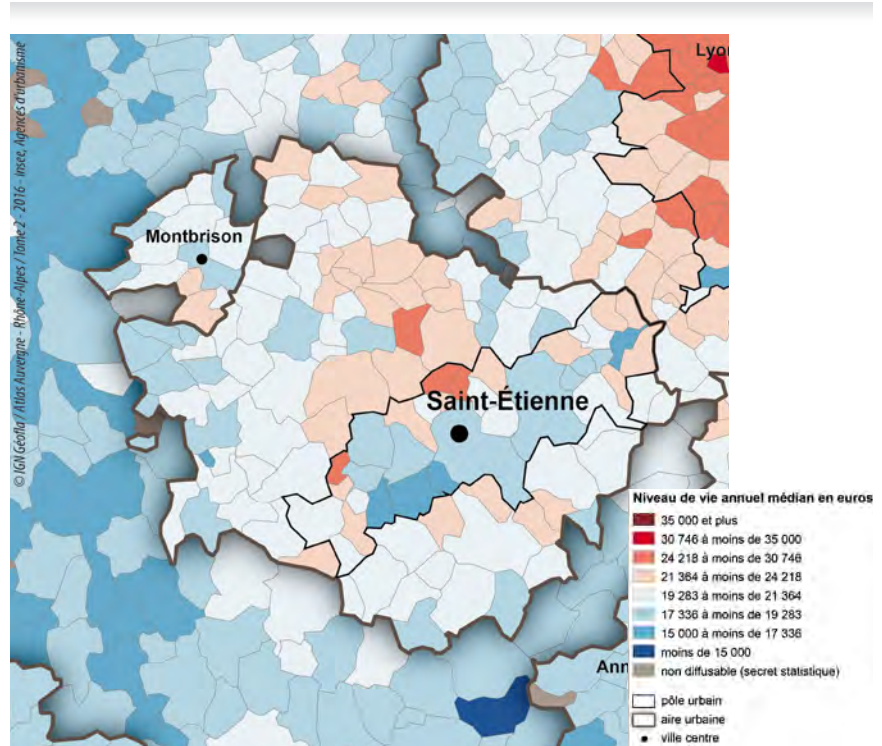 © IGN Géofla / Atlas Auvergne - Rhône-Alpes / Tome 2 - 2016 - Insee, Agences d'urbanisme
Lyo
Montbrison
Saint-Étienne
Ann
Niveau de vie annuel médian en euros
35 000 et plus
30 746 à moins de 35 000
24 218 à moins de 30 746
21 364 à moins de 24 218
19 283 à moins de 21 364
17 336 à moins de 19 283
15 000 à moins de 17 336
moins de 15 000
non diffusable (secret statistique)
pôle urbain
aire urbaine
ville centre